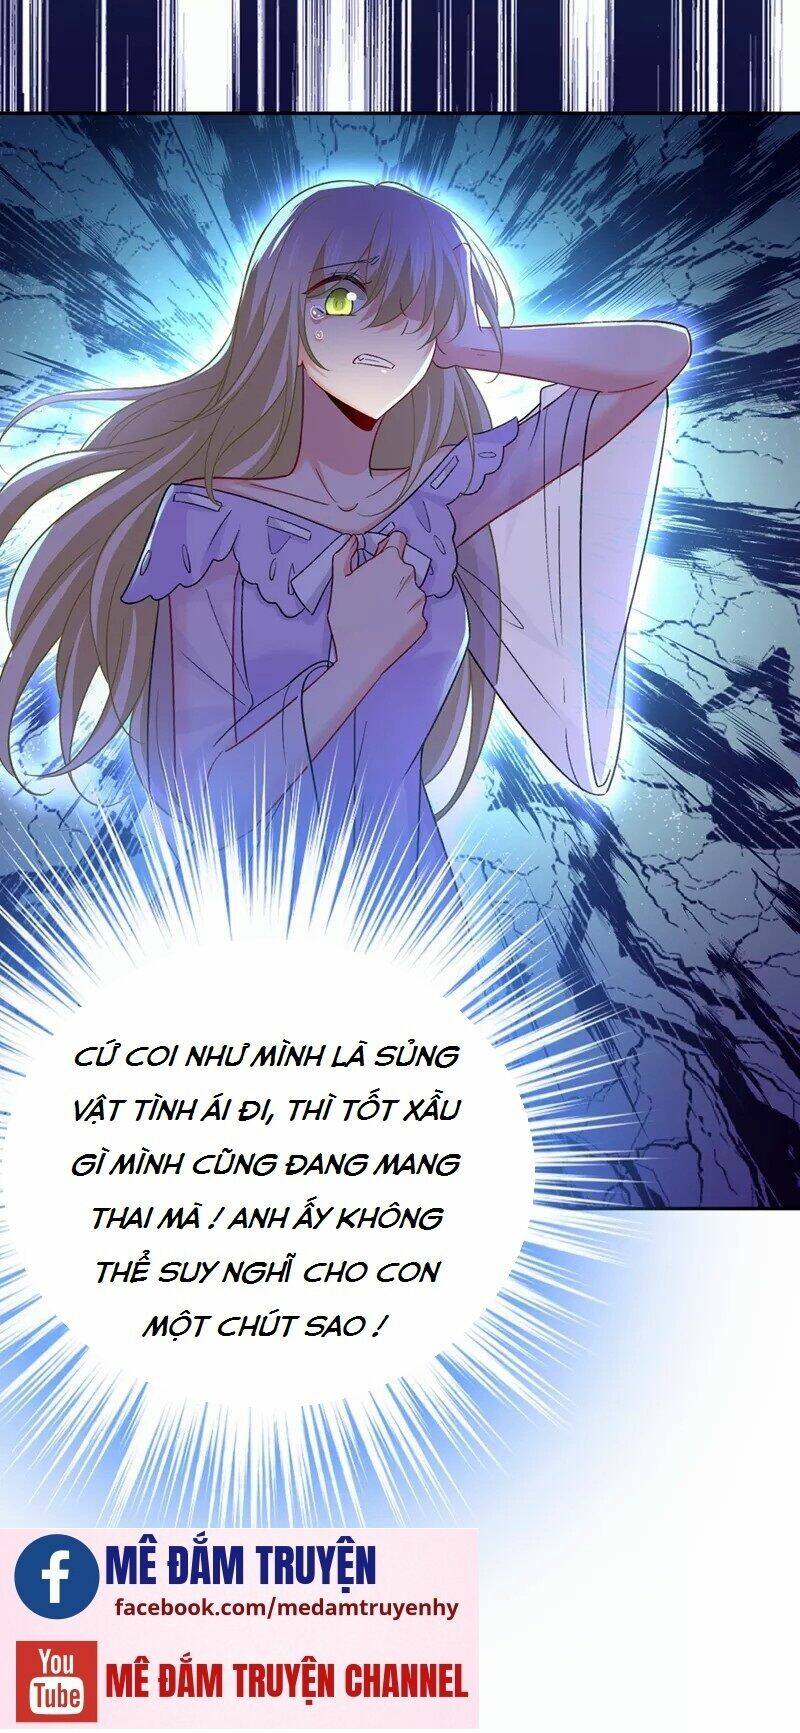 CỨ COI NHƯ MÌNH LÀ SỦNG
VẬT TÌNH ÁI ĐI, THÌ TỐT XẤU
GÌ MÌNH CŨNG ĐANG MANG
THAI MÀ! ANH ẤY KHÔNG
THỂ SUY NGHĨ CHO CON
MỘT CHÚT SAO!
MÊ ĐẮM TRUYỆN
facebook.com/medamtruyenhy
You
Tube
MÊ ĐẮM TRUYỆN CHANNEL